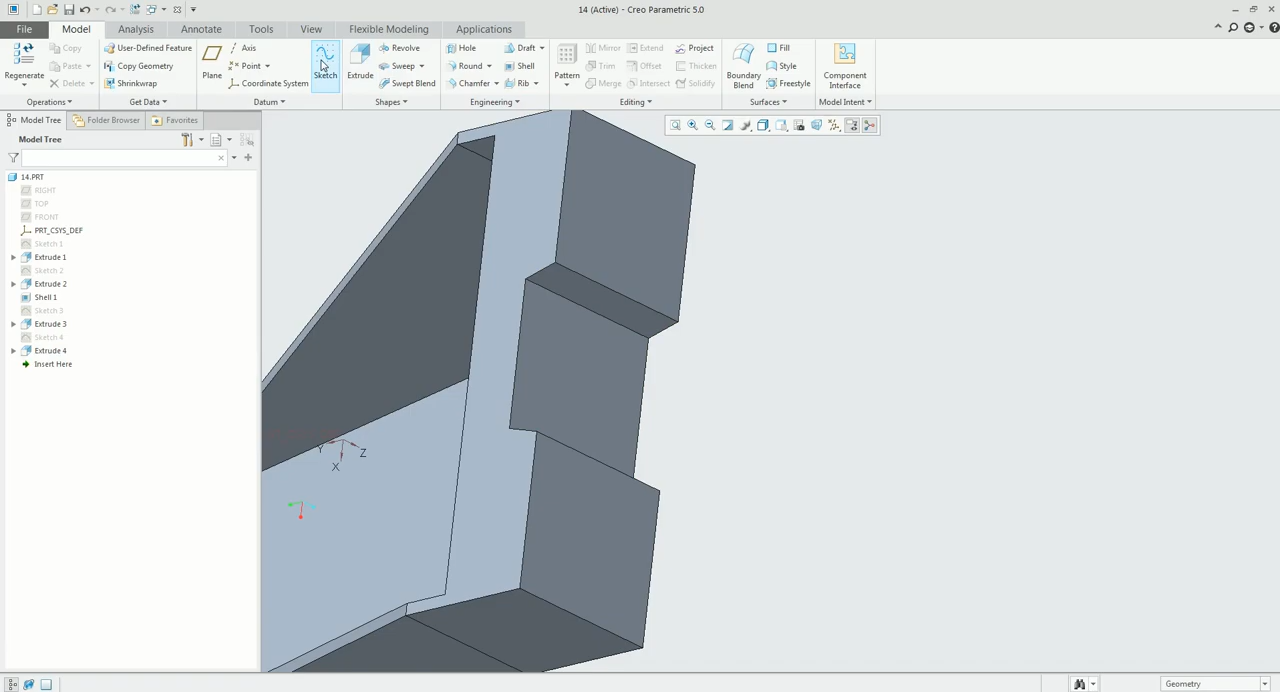 14 (Active) - Creo Parametric 5.0
File Model Analysis Annotate Tools View Flexible Modeling Applications
Regenerate Copy Paste Delete User-Defined Feature Copy Geometry Shrinkwrap Plane Axis Point Coordinate System Sketch Extrude Revolve Sweep Swept Blend Hole Round Chamfer Draft Shell Rib Pattern Mirror Trim Merge Extend Offset Intersect Project Thicken Solidify Boundary Blend Fill Style Freestyle Component Interface
Operations Get Data Datum Shapes Engineering Editing Surfaces Model Intent
Model Tree Folder Browser Favorites
Model Tree
14.PRT
RIGHT
TOP
FRONT
PRT_CSYS_DEF
Sketch 1
Extrude 1
Sketch 2
Extrude 2
Shell 1
Sketch 3
Extrude 3
Sketch 4
Extrude 4
Insert Here
Y
Z
X
Geometry